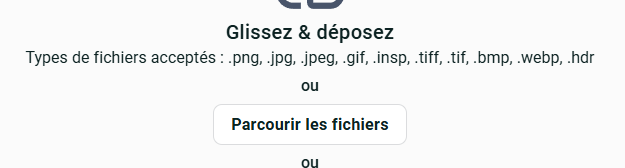 Glissez & déposez
Types de fichiers acceptés : .png, .jpg, .jpeg, .gif, .insp, .tiff, .tif, .bmp, .webp, .hdr
ou
Parcourir les fichiers
ou